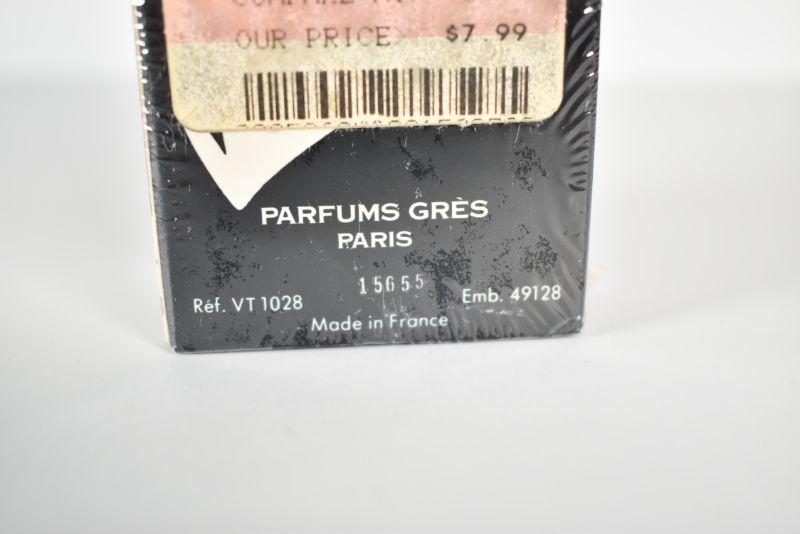 OUR PRICE $7.99
PARFUMS GRÈS
PARIS
15655
Réf. VT 1028
Emb. 49128
Made in France